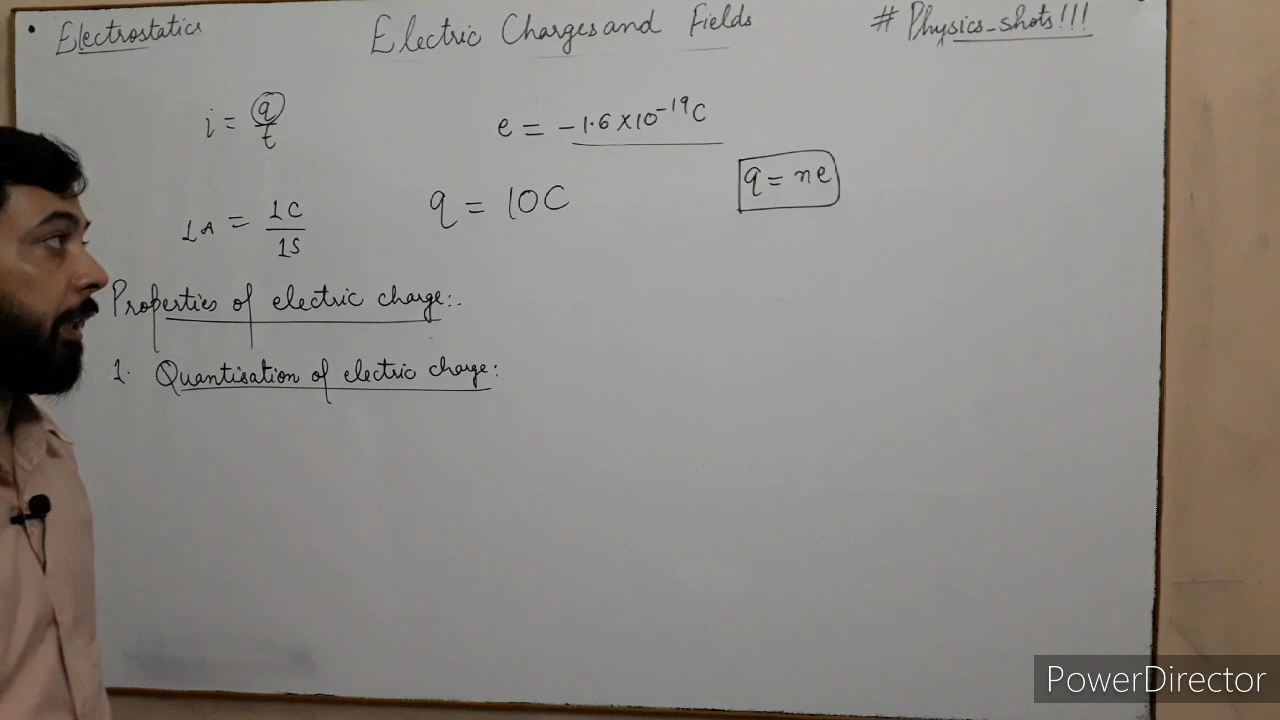 • Electrostatics
Electric Charges and Fields
# Physics-shots!!!
i = q/t
e = -1.6 × 10⁻¹⁹ C
q = ne
1A = 1C/1S
q = 10C
Properties of electric charge:.
1. Quantisation of electric charge:
PowerDirector